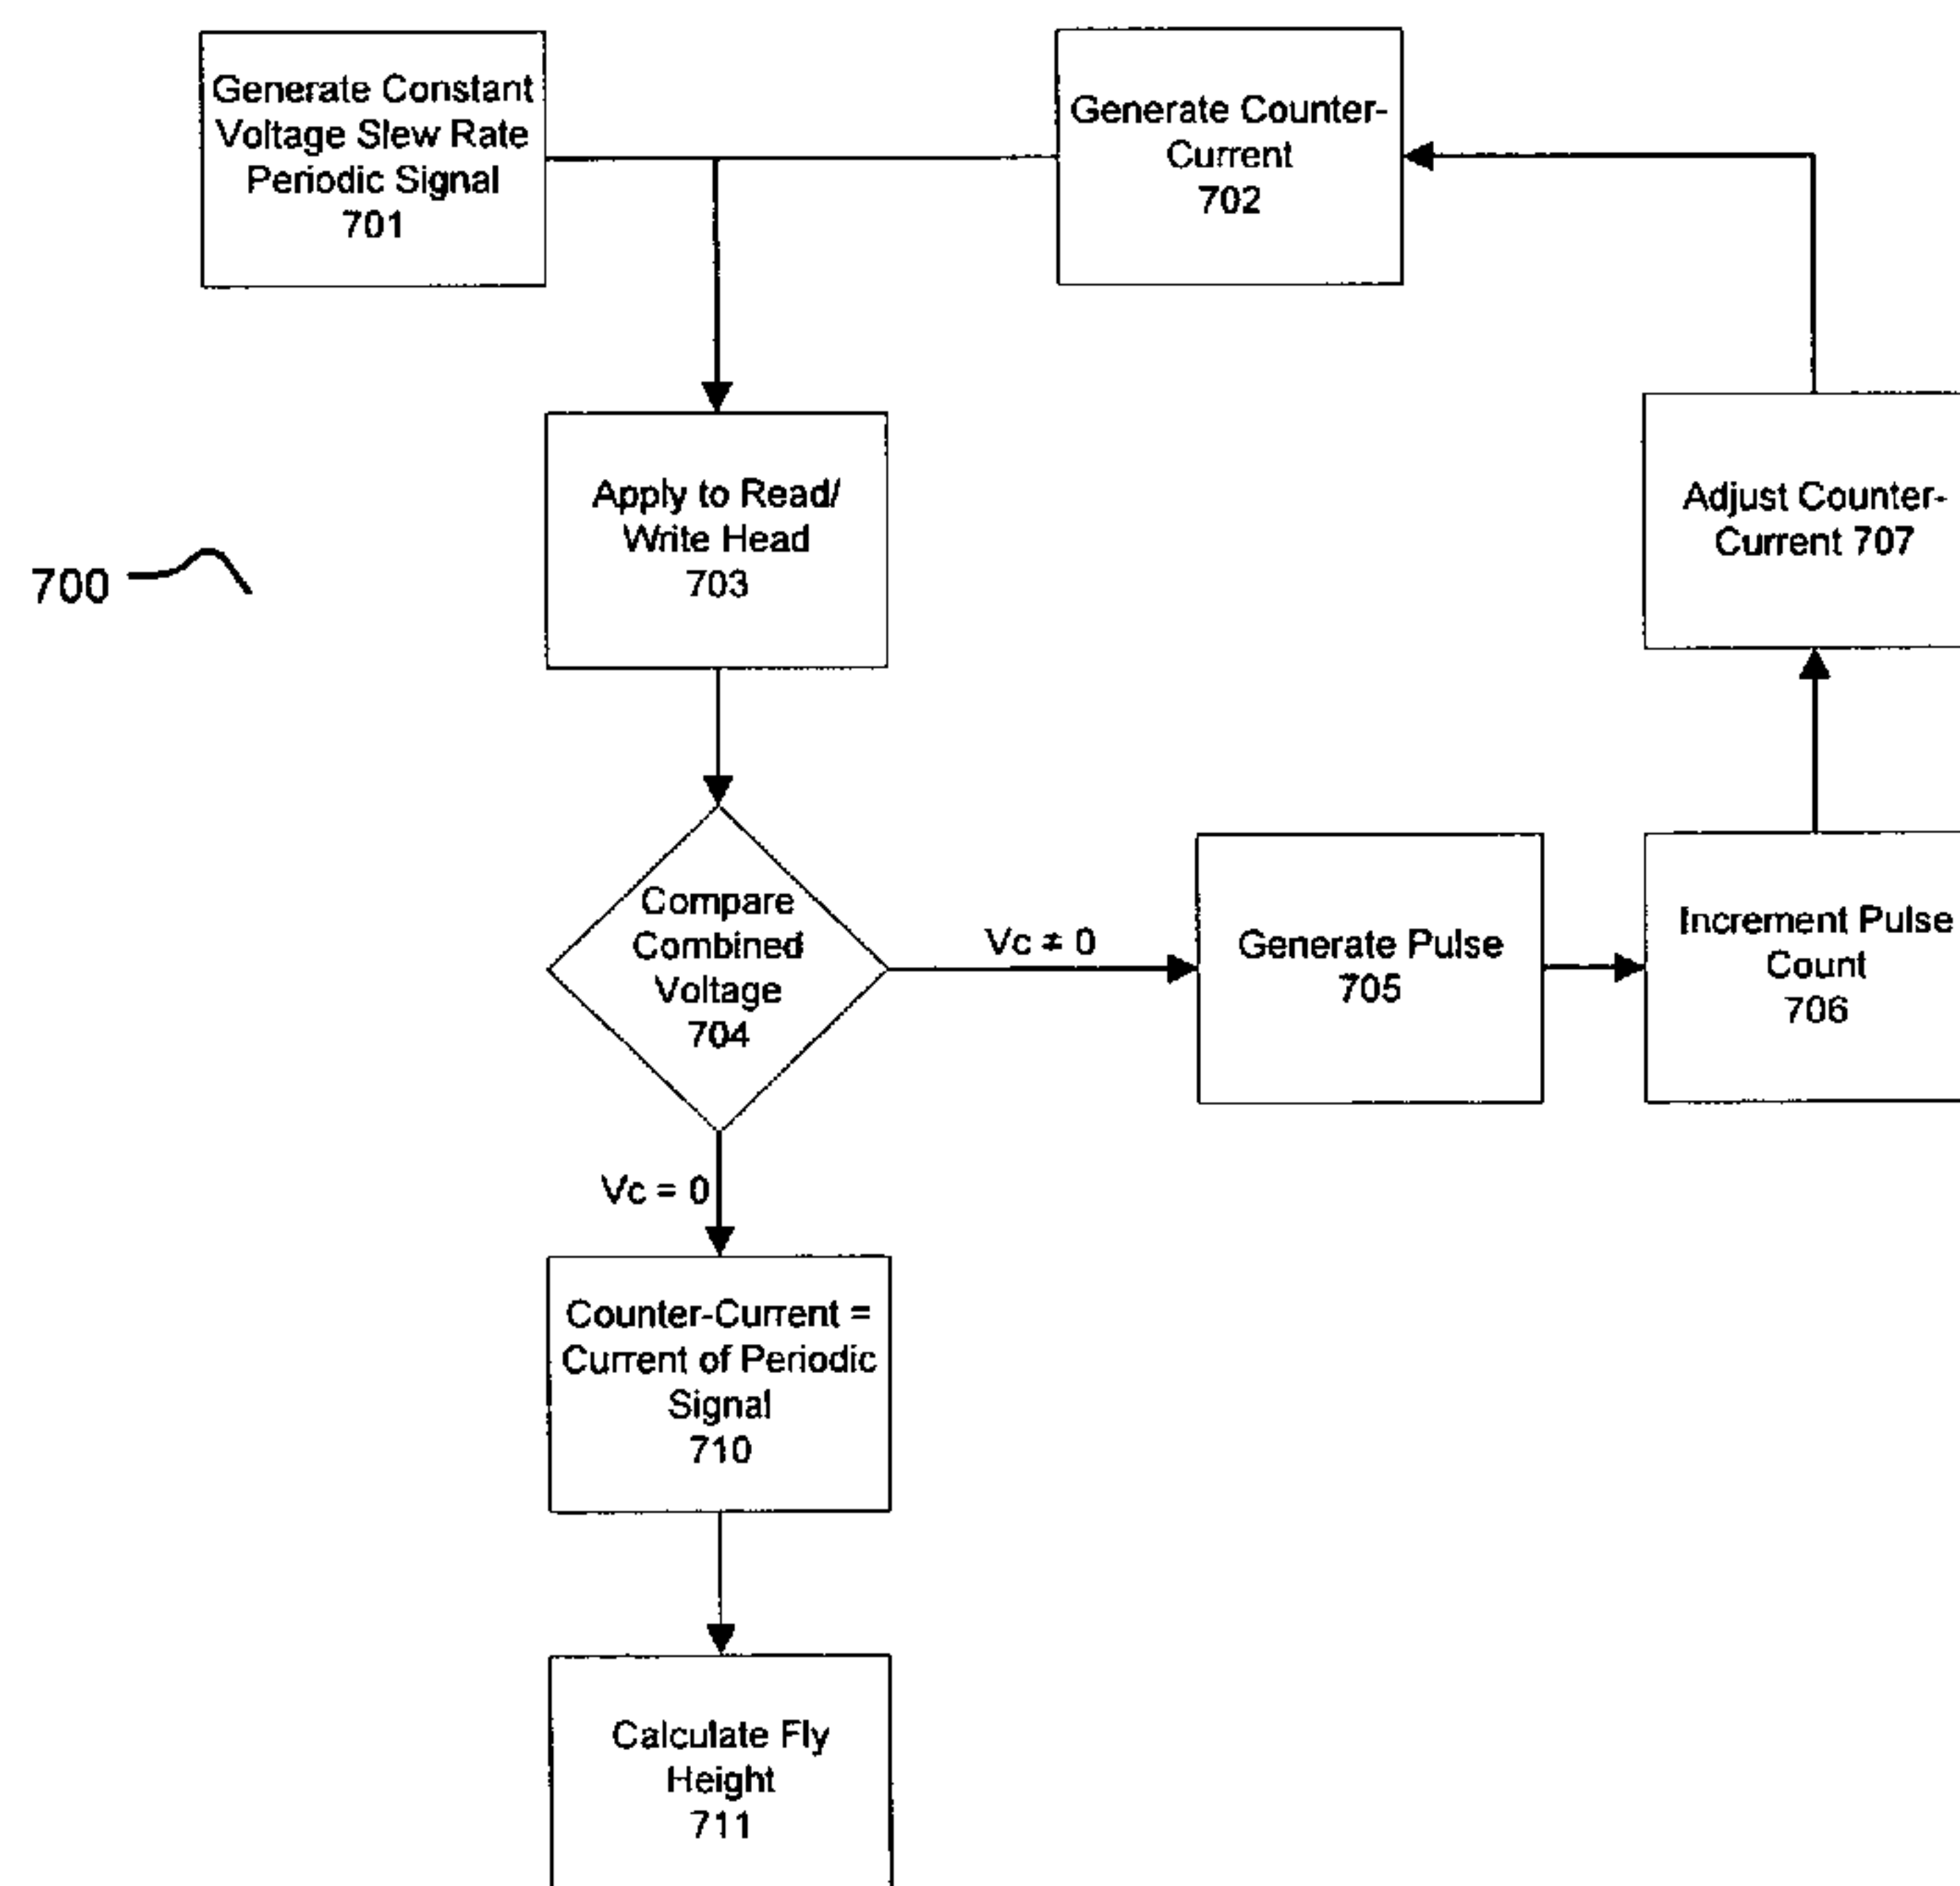 Generate Constant
Voltage Slew Rate
Periodic Signal
701
Generate Counter-
Current
702
Apply to Read/
Write Head
703
Adjust Counter-
Current 707
700
Compare
Combined
Voltage
704
Vc ≠ 0
Generate Pulse
705
Increment Pulse
Count
706
Vc = 0
Counter-Current =
Current of Periodic
Signal
710
Calculate Fly
Height
711